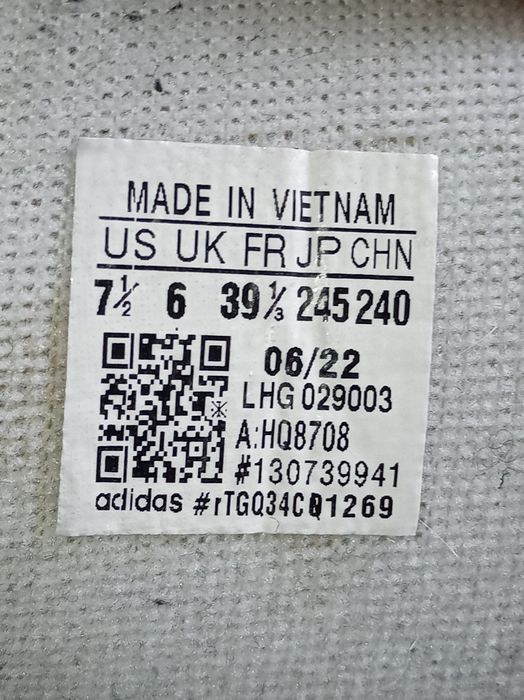 MADE IN VIETNAM
US UK FR JP CHN
7½ 6 39⅓ 245 240
06/22
LHG 029003
A:HQ8708
#130739941
adidas